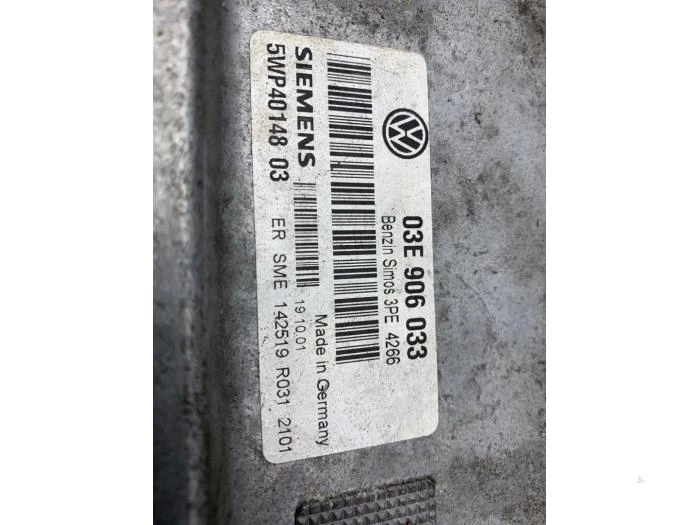 03E 906 033
Benzin Simos 3PE 4266
Made in Germany
SIEMENS
19.10.01
5WP40148 03
ER SME 142519 R031 2101